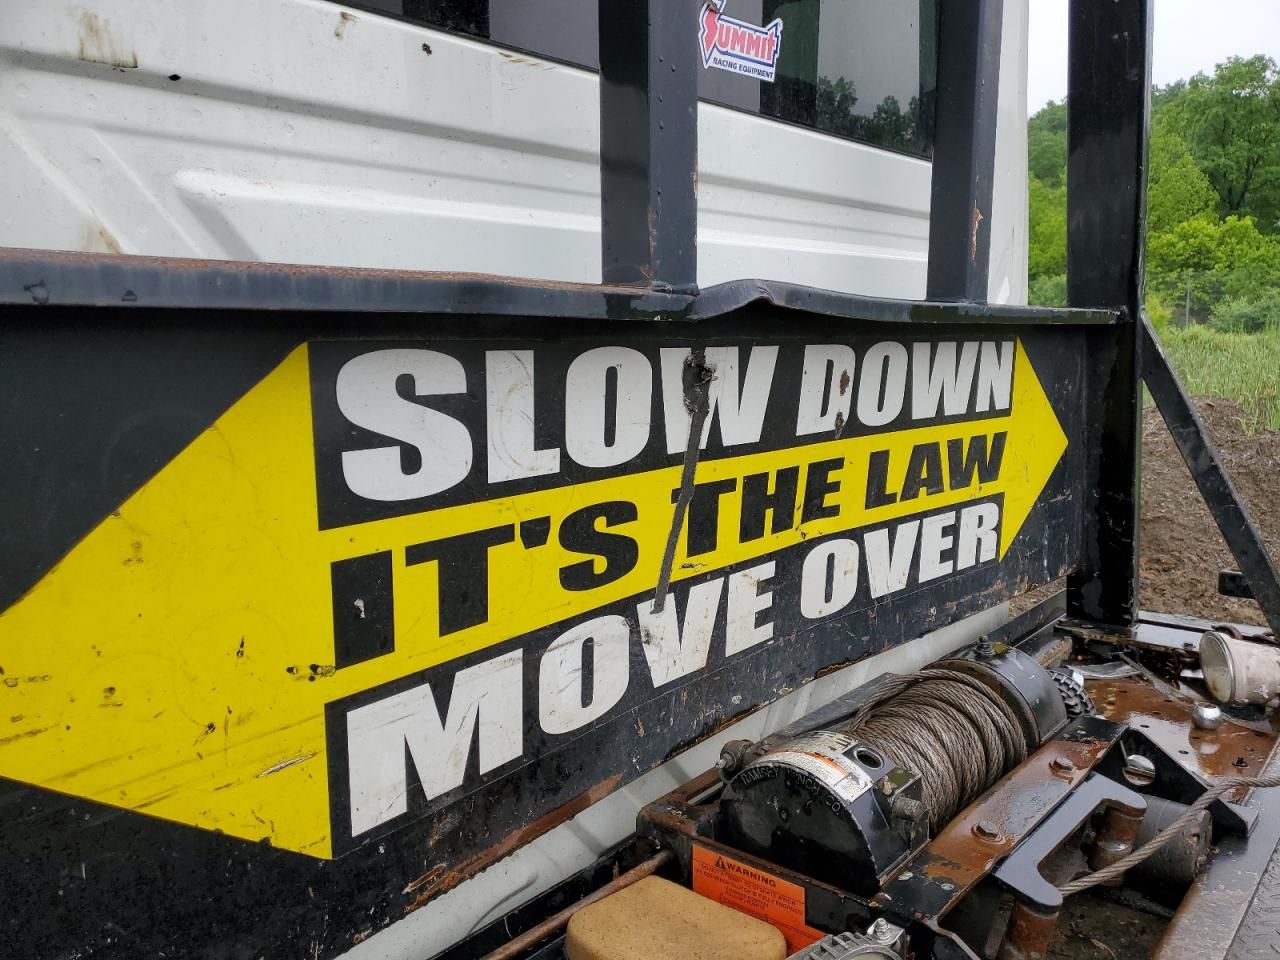 SUMMIT
RACING EQUIPMENT
SLOW DOWN
IT'S THE LAW
MOVE OVER
RAMSEY WINCH CO
WARNING